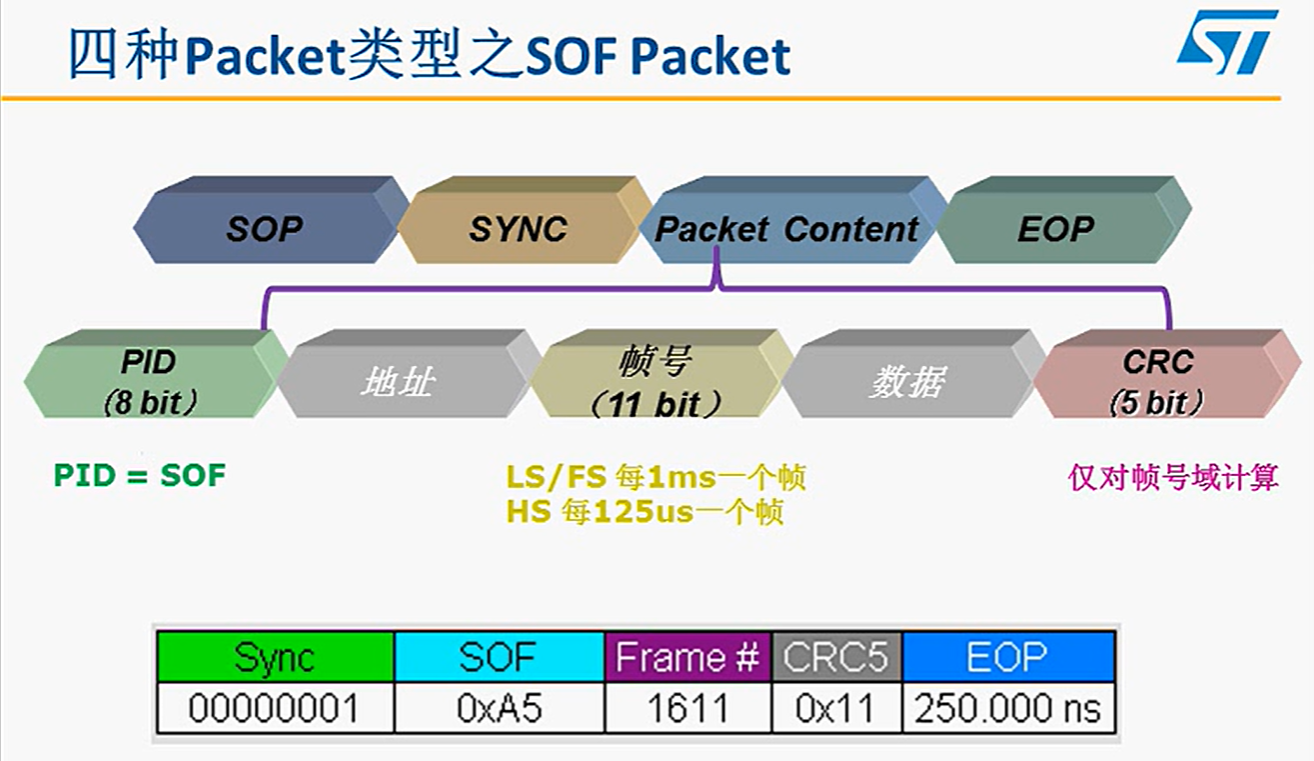 四种Packet类型之SOF Packet
ST
SOP SYNC Packet Content EOP
PID
(8 bit)
地址
帧号
(11 bit)
数据
CRC
(5 bit)
PID = SOF
LS/FS 每1ms一个帧
HS 每125us一个帧
仅对帧号域计算
Sync SOF Frame # CRC5 EOP
00000001 0xA5 1611 0x11 250.000 ns